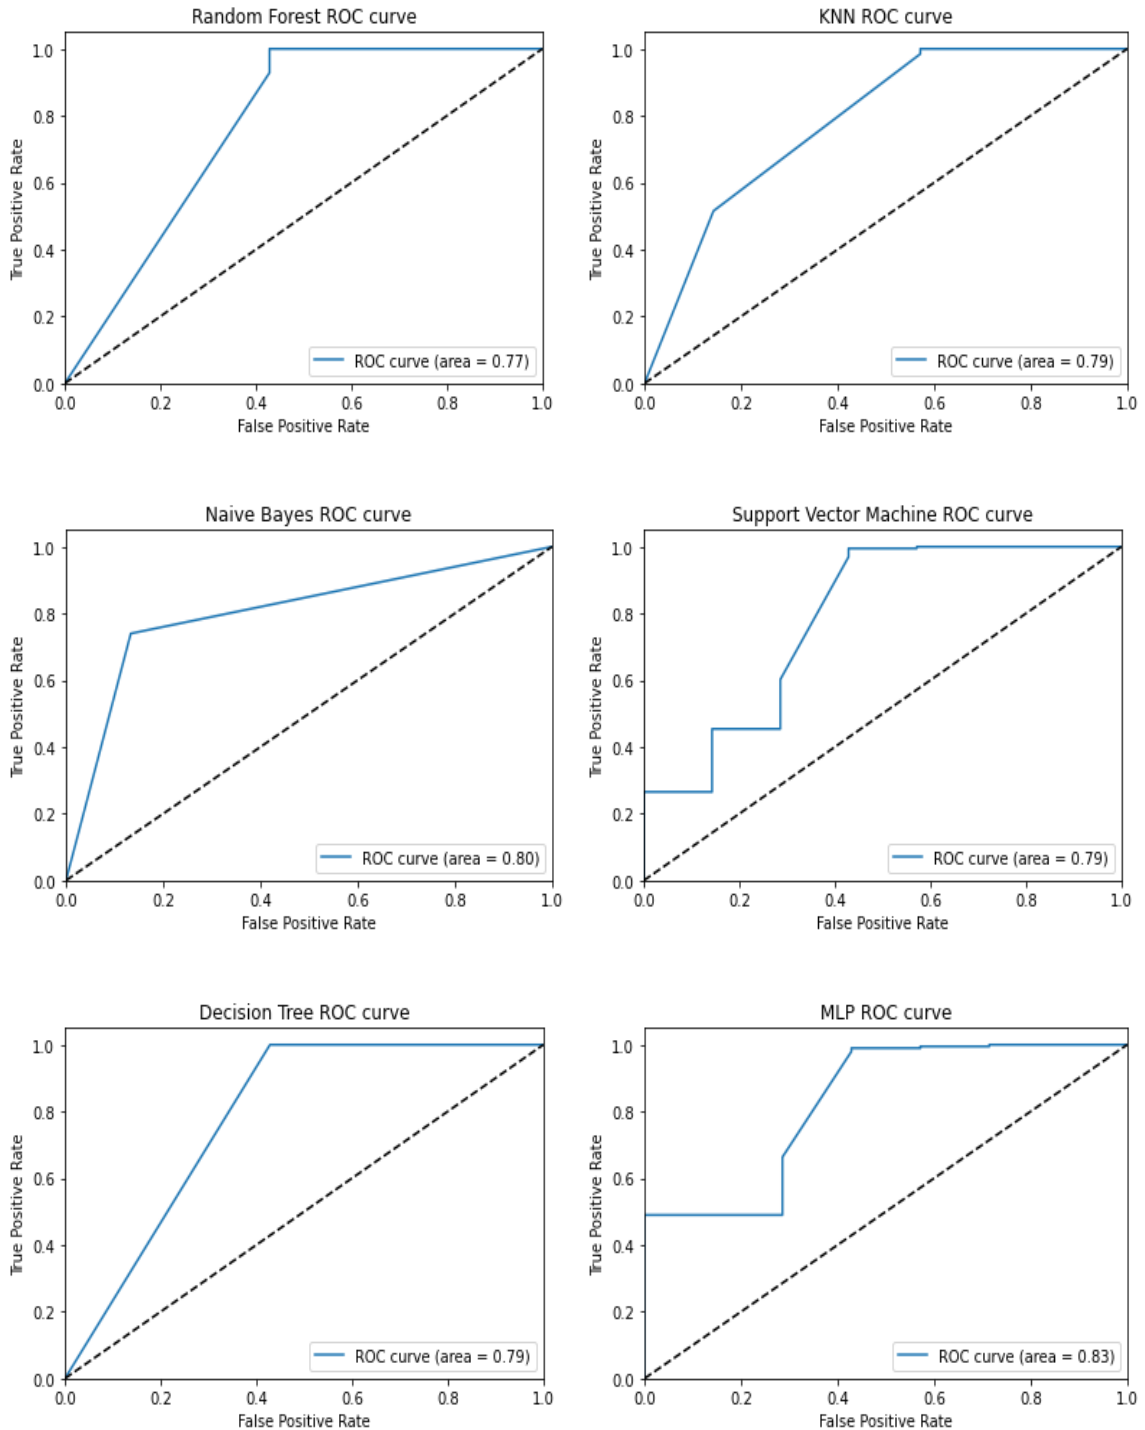 Random Forest ROC curve
True Positive Rate
1.0
0.8
0.6
0.4
0.2
0.0
ROC curve (area = 0.77)
0.0 0.2 0.4 0.6 0.8 1.0
False Positive Rate
KNN ROC curve
True Positive Rate
1.0
0.8
0.6
0.4
0.2
0.0
ROC curve (area = 0.79)
0.0 0.2 0.4 0.6 0.8 1.0
False Positive Rate
Naive Bayes ROC curve
True Positive Rate
1.0
0.8
0.6
0.4
0.2
0.0
ROC curve (area = 0.80)
0.0 0.2 0.4 0.6 0.8 1.0
False Positive Rate
Support Vector Machine ROC curve
True Positive Rate
1.0
0.8
0.6
0.4
0.2
0.0
ROC curve (area = 0.79)
0.0 0.2 0.4 0.6 0.8 1.0
False Positive Rate
Decision Tree ROC curve
True Positive Rate
1.0
0.8
0.6
0.4
0.2
0.0
ROC curve (area = 0.79)
0.0 0.2 0.4 0.6 0.8 1.0
False Positive Rate
MLP ROC curve
True Positive Rate
1.0
0.8
0.6
0.4
0.2
0.0
ROC curve (area = 0.83)
0.0 0.2 0.4 0.6 0.8 1.0
False Positive Rate